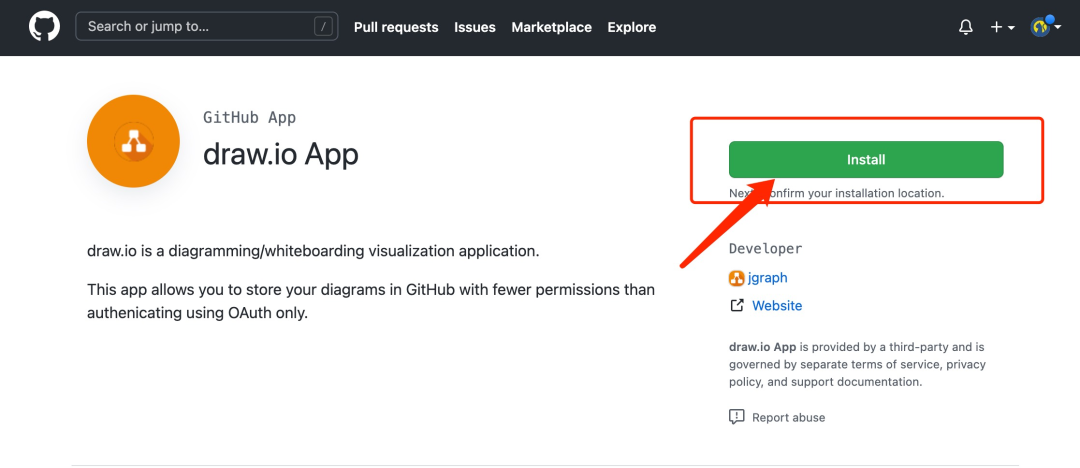 Search or jump to... /
Pull requests
Issues
Marketplace
Explore
GitHub App
draw.io App
Install
Next confirm your installation location.
draw.io is a diagramming/whiteboarding visualization application.
This app allows you to store your diagrams in GitHub with fewer permissions than
authenicating using OAuth only.
Developer
jgraph
Website
draw.io App is provided by a third-party and is
governed by separate terms of service, privacy
policy, and support documentation.
Report abuse